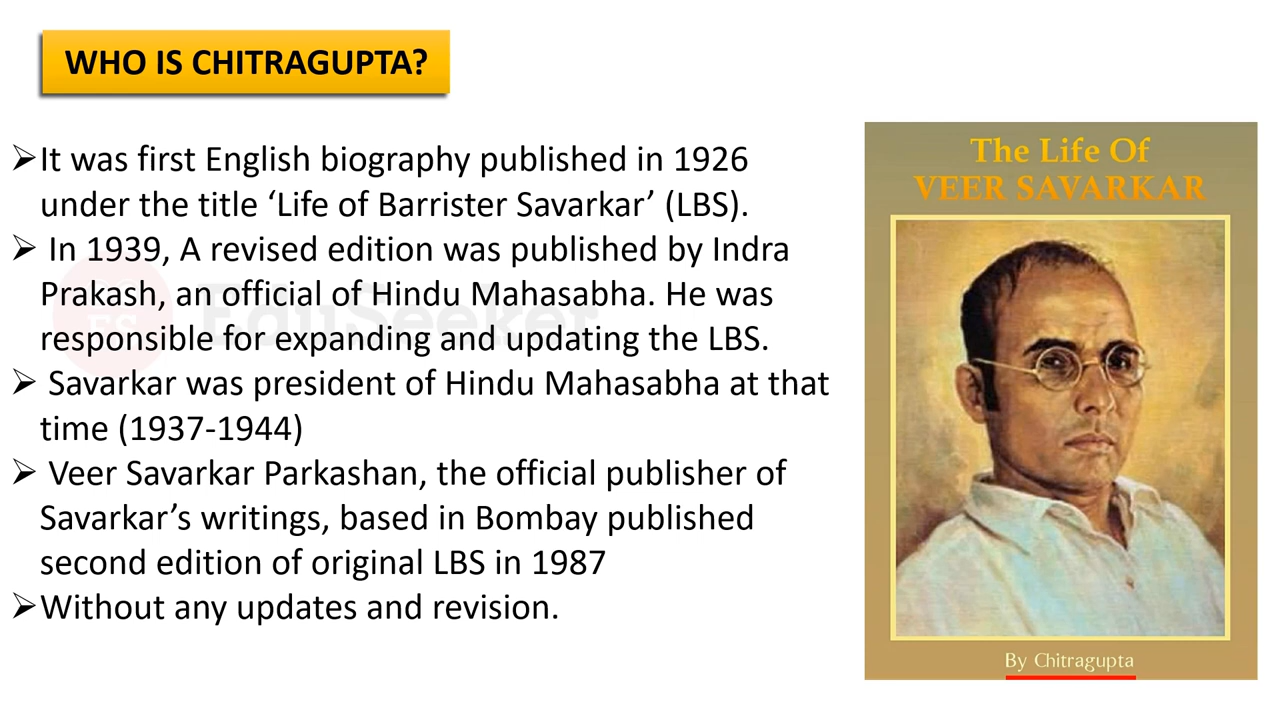 WHO IS CHITRAGUPTA?
➢It was first English biography published in 1926
under the title ‘Life of Barrister Savarkar’ (LBS).
➢ In 1939, A revised edition was published by Indra
Prakash, an official of Hindu Mahasabha. He was
responsible for expanding and updating the LBS.
➢ Savarkar was president of Hindu Mahasabha at that
time (1937-1944)
➢ Veer Savarkar Parkashan, the official publisher of
Savarkar’s writings, based in Bombay published
second edition of original LBS in 1987
➢Without any updates and revision.
ES EduSeeker
The Life Of
VEER SAVARKAR
By Chitragupta